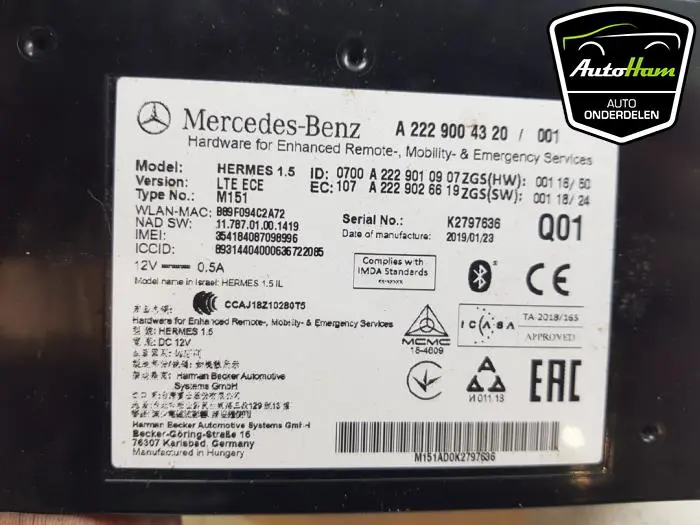 AutoHam
AUTO
ONDERDELEN
Mercedes-Benz A 222 900 43 20 / 001
Hardware for Enhanced Remote-, Mobility- & Emergency Services
Model: HERMES 1.5 ID: 0700 A 222 901 09 07 ZGS(HW): 001 18/50
Version: LTE ECE EC: 107 A 222 902 66 19 ZGS(SW): 001 18/24
Type No.: M151
WLAN-MAC: B89F094C2A72 Serial No.: K2797636
NAD SW: 11.787.01.00.1419 Date of manufacture: 2019/01/23 Q01
IMEI: 354184087098996
ICCID: 8931440400063672208S
12V 0.5A
Complies with
IMDA Standards
Model name in Israel: HERMES 1.5 IL
CCAJ18Z10280T5
Hardware for Enhanced Remote-, Mobility- & Emergency Services
HERMES 1.5
DC 12V
Harman Becker Automotive
Systems GmbH
Harman Becker Automotive Systems GmbH
Becker-Göring-Straße 16
76307 Karlsbad, Germany
Manufactured in Hungary
CE
MCMC
ICASA
TA-2018/165
APPROVED
И 011.18
EAC
M151AD0K2797636